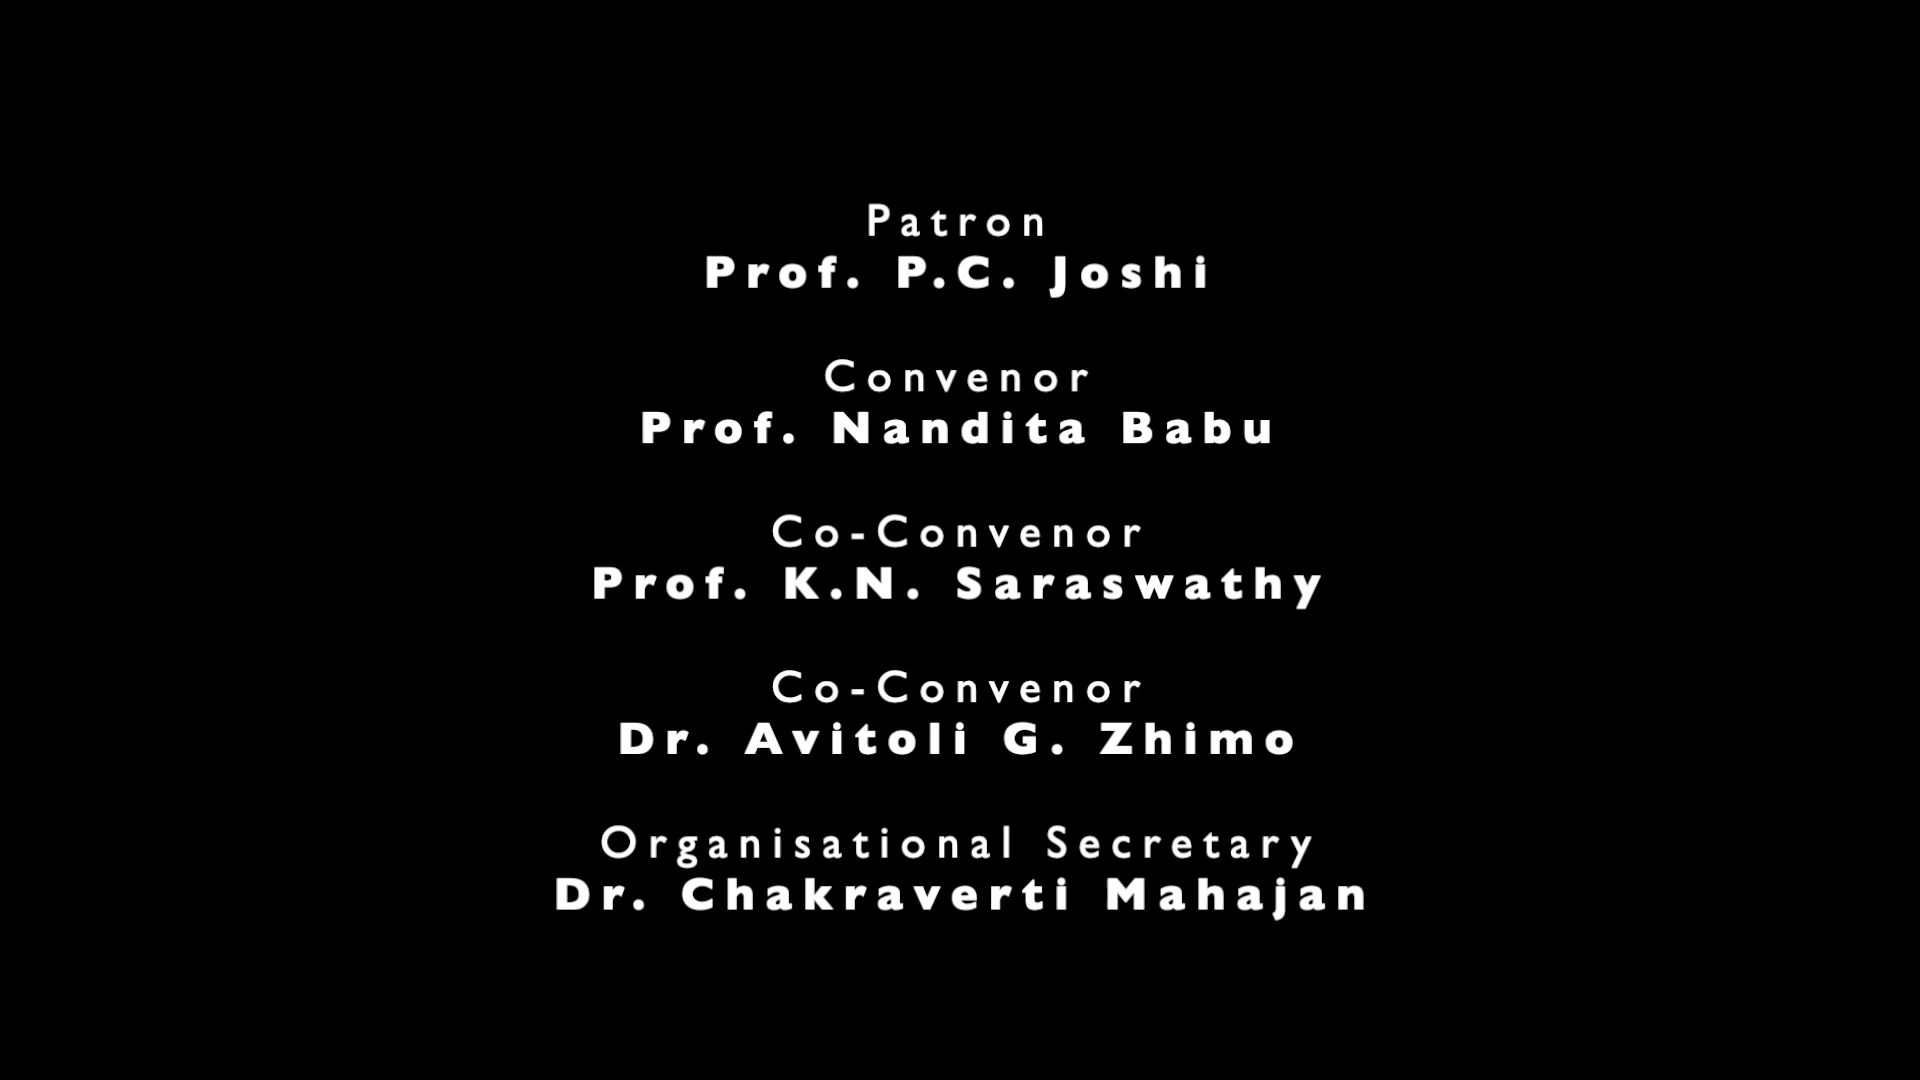 Patron
Prof. P.C. Joshi
Convenor
Prof. Nandita Babu
Co-Convenor
Prof. K.N. Saraswathy
Co-Convenor
Dr. Avitoli G. Zhimo
Organisational Secretary
Dr. Chakraverti Mahajan